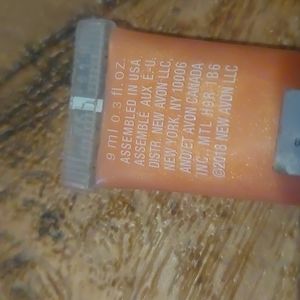 9 ml 0.3 fl.oz.
ASSEMBLED IN USA
ASSEMBLÉ AUX É.-U.
DISTR. NEW AVON LLC,
NEW YORK, NY 10006
AND/ET AVON CANADA
INC. MTL H9R 1B6
©2018 NEW AVON LLC